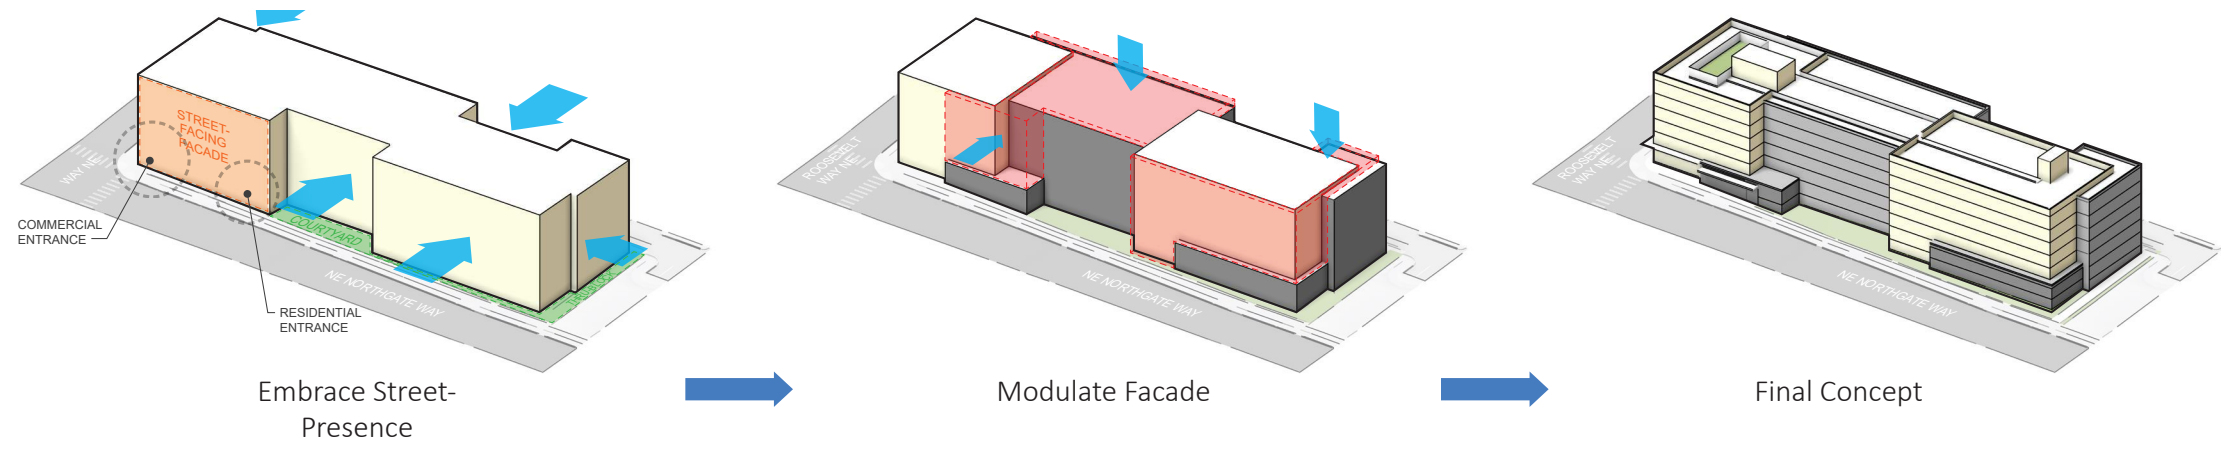 STREET-
FACING
FACADE
WAY NE
COMMERCIAL
ENTRANCE
COURTYARD
THROUGH
NE NORTHGATE WAY
RESIDENTIAL
ENTRANCE
Embrace Street-
Presence
ROOSEVELT
WAY NE
NE NORTHGATE WAY
Modulate Facade
ROOSEVELT
WAY NE
NE NORTHGATE WAY
Final Concept